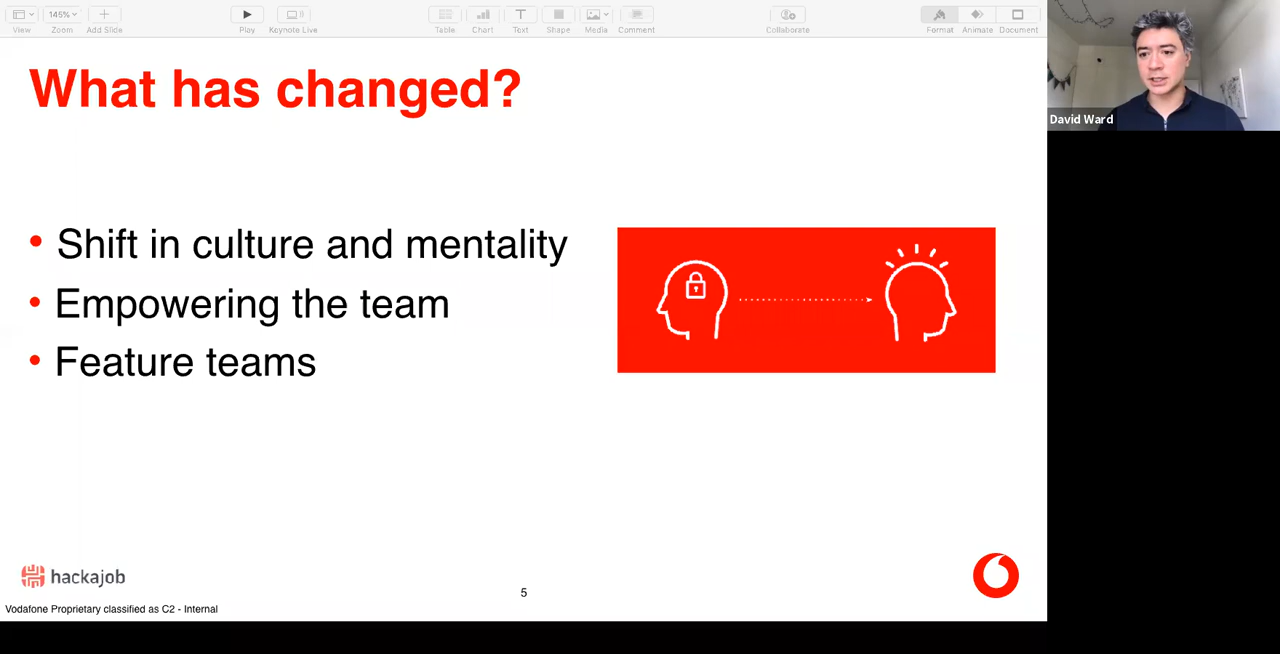 145%
View
Zoom
Add Slide
Play
Keynote Live
Table
Chart
Text
Shape
Media
Comment
Collaborate
Format
Animate
Document
David Ward
What has changed?
• Shift in culture and mentality
• Empowering the team
• Feature teams
hackajob
5
Vodafone Proprietary classified as C2 - Internal